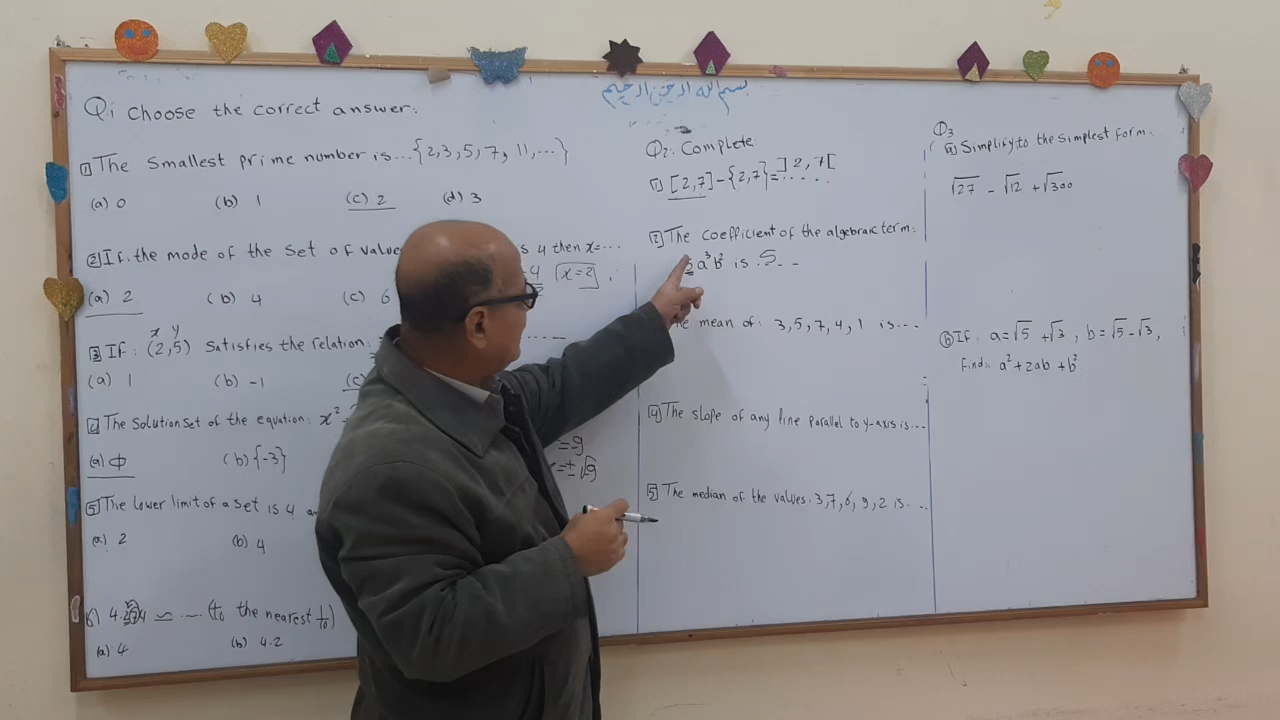 بسم الله الرحمن الرحيم
Q1 Choose the correct answer:
1 The smallest prime number is...{2,3,5,7,11,...}
(a) 0 (b) 1 (c) 2 (d) 3
2 If the mode of the set of 4 then x=...
4 x=2
(a) 2 (b) 4 (c) 6
x y
3 If: (2,5) satisfies the relation:
(a) 1 (b) -1 (c)
4 The solution set of the equation: x²
=-9
(a) ϕ (b) {-3}
=±√9
5 The lower limit of a set is 4
(a) 2 (b) 4
6) ≃ ... (to the nearest 1/10)
(a) 4 (b) 4.2
Q2: Complete:
1) [2,7]-{2,7}=]2,7[
2 The coefficient of the algebraic term:
a³b² is 5
mean of: 3,5,7,4,1 is...
4 The slope of any line parallel to y-axis is...
5 The median of the values: 3,7,6,9,2 is...
Q3
a Simplify to the simplest form:
√27 - √12 + √300
b If a=√5 +√3, b=√5-√3,
find: a²+2ab+b²